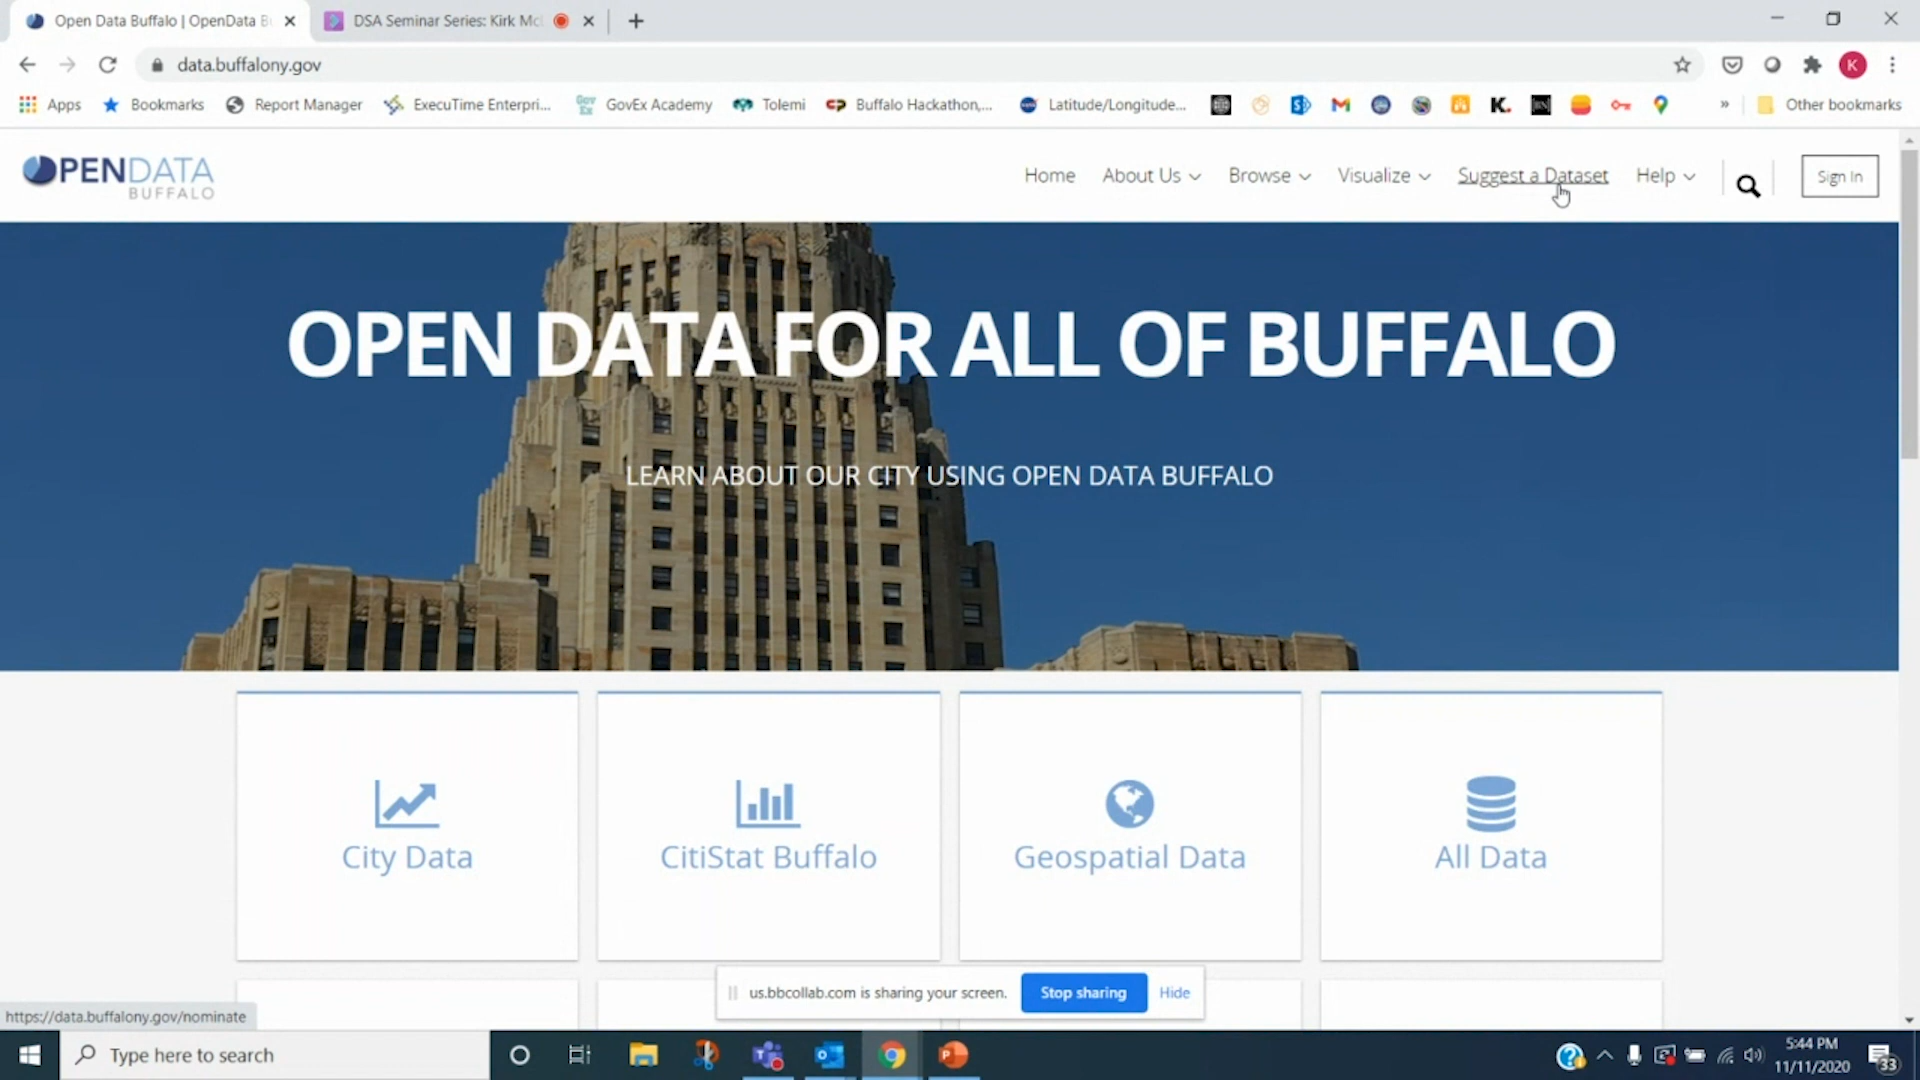 Open Data Buffalo | OpenData B
DSA Seminar Series: Kirk Mc
data.buffalony.gov
K
Apps
Bookmarks
Report Manager
ExecuTime Enterpri...
Gov Ex
GovEx Academy
Tolemi
Buffalo Hackathon,...
Latitude/Longitude...
K.
»
Other bookmarks
OPENDATA
BUFFALO
Home
About Us
Browse
Visualize
Suggest a Dataset
Help
Sign In
OPEN DATA FOR ALL OF BUFFALO
LEARN ABOUT OUR CITY USING OPEN DATA BUFFALO
City Data
CitiStat Buffalo
Geospatial Data
All Data
us.bbcollab.com is sharing your screen.
Stop sharing
Hide
https://data.buffalony.gov/nominate
Type here to search
5:44 PM
11/11/2020
33